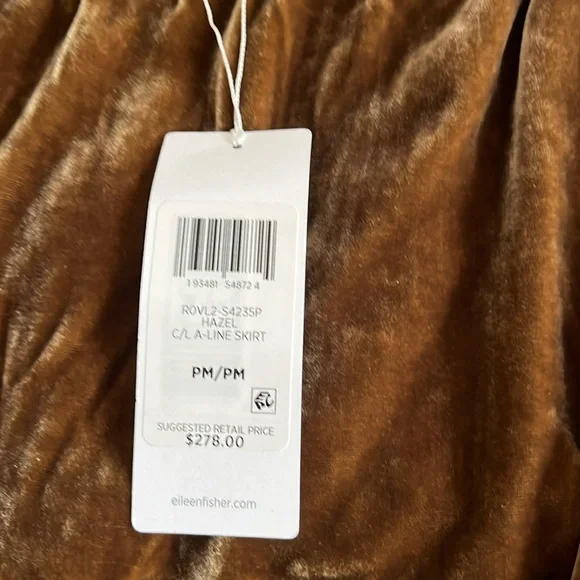 1 93481 54872 4
R0VL2-S4235P
HAZEL
C/L A-LINE SKIRT
PM/PM
SUGGESTED RETAIL PRICE
$278.00
eileenfisher.com